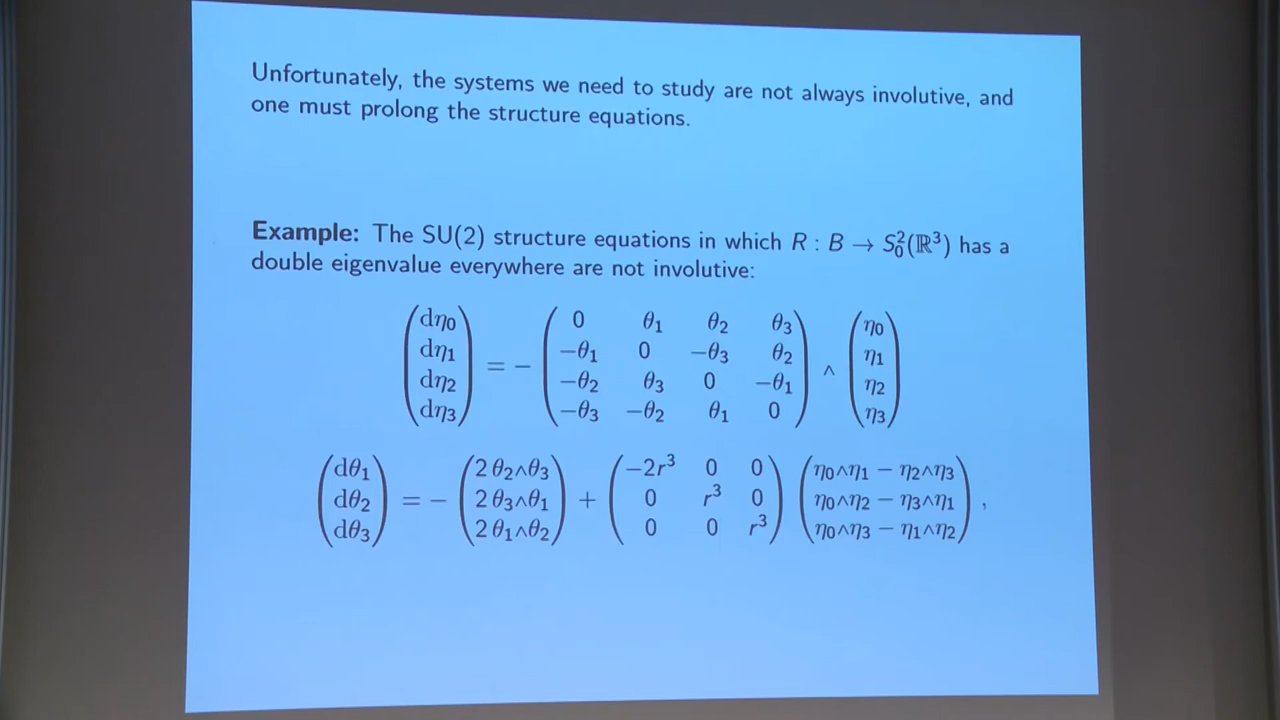 Unfortunately, the systems we need to study are not always involutive, and
one must prolong the structure equations.
Example: The SU(2) structure equations in which R : B → S₀²(ℝ³) has a
double eigenvalue everywhere are not involutive:
(dη₀) = − (0 θ₁ θ₂ θ₃) ∧ (η₀)
(dη₁) (−θ₁ 0 −θ₃ θ₂) (η₁)
(dη₂) (−θ₂ θ₃ 0 −θ₁) (η₂)
(dη₃) (−θ₃ −θ₂ θ₁ 0) (η₃)
(dθ₁) = − (2 θ₂∧θ₃) + (−2r³ 0 0) (η₀∧η₁ − η₂∧η₃)
(dθ₂) (2 θ₃∧θ₁) (0 r³ 0) (η₀∧η₂ − η₃∧η₁) ,
(dθ₃) (2 θ₁∧θ₂) (0 0 r³) (η₀∧η₃ − η₁∧η₂)